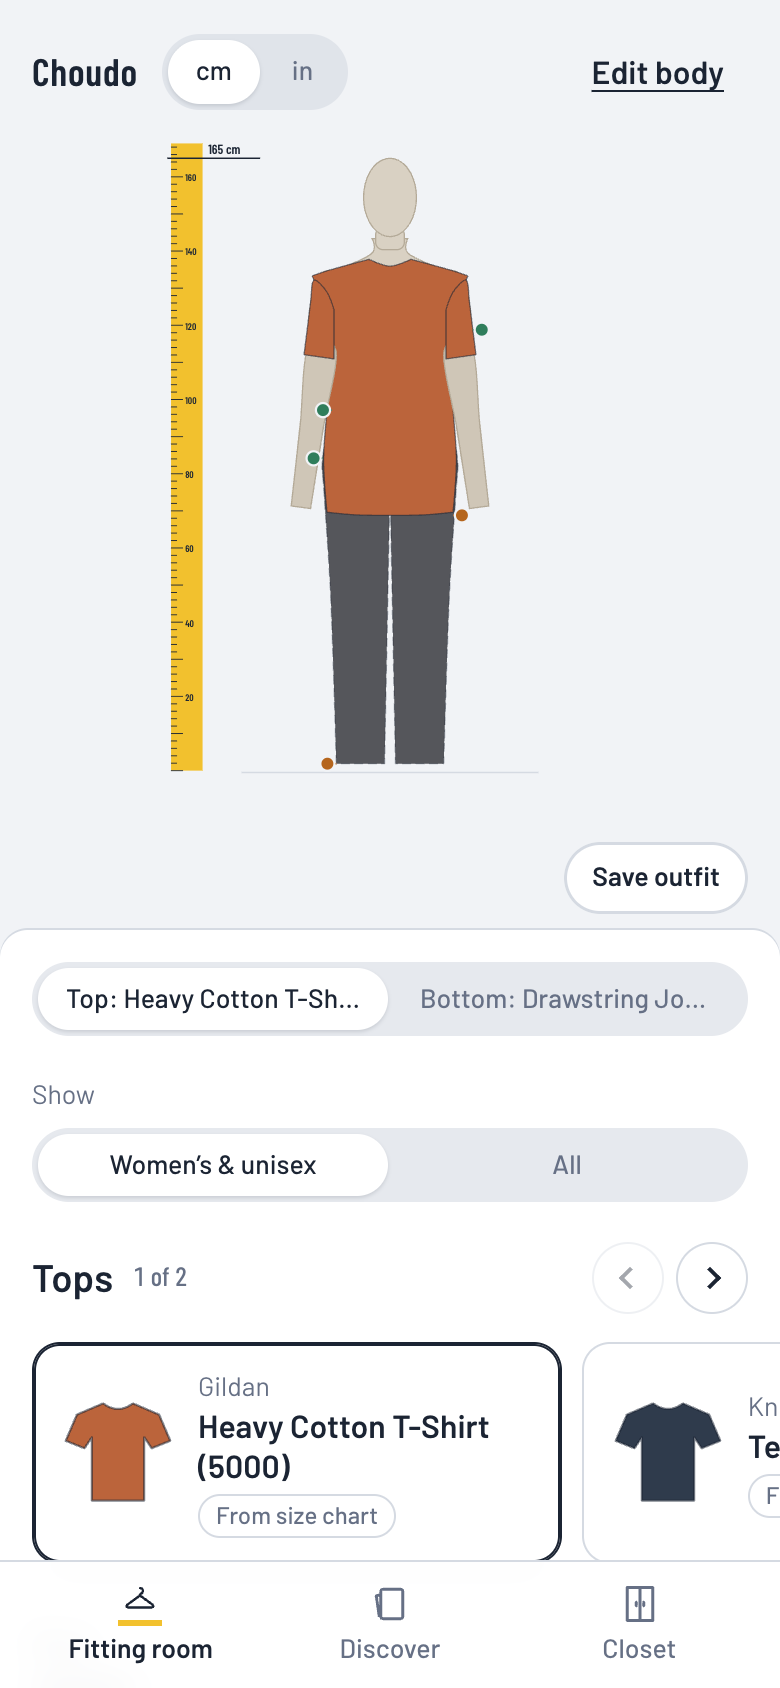 Choudo
cm
in
Edit body
165 cm
160
140
120
100
80
60
40
20
Save outfit
Top: Heavy Cotton T-Sh...
Bottom: Drawstring Jo...
Show
Women's & unisex
All
Tops
1 of 2
Gildan
Heavy Cotton T-Shirt
(5000)
From size chart
Kn
Te
F
Fitting room
Discover
Closet